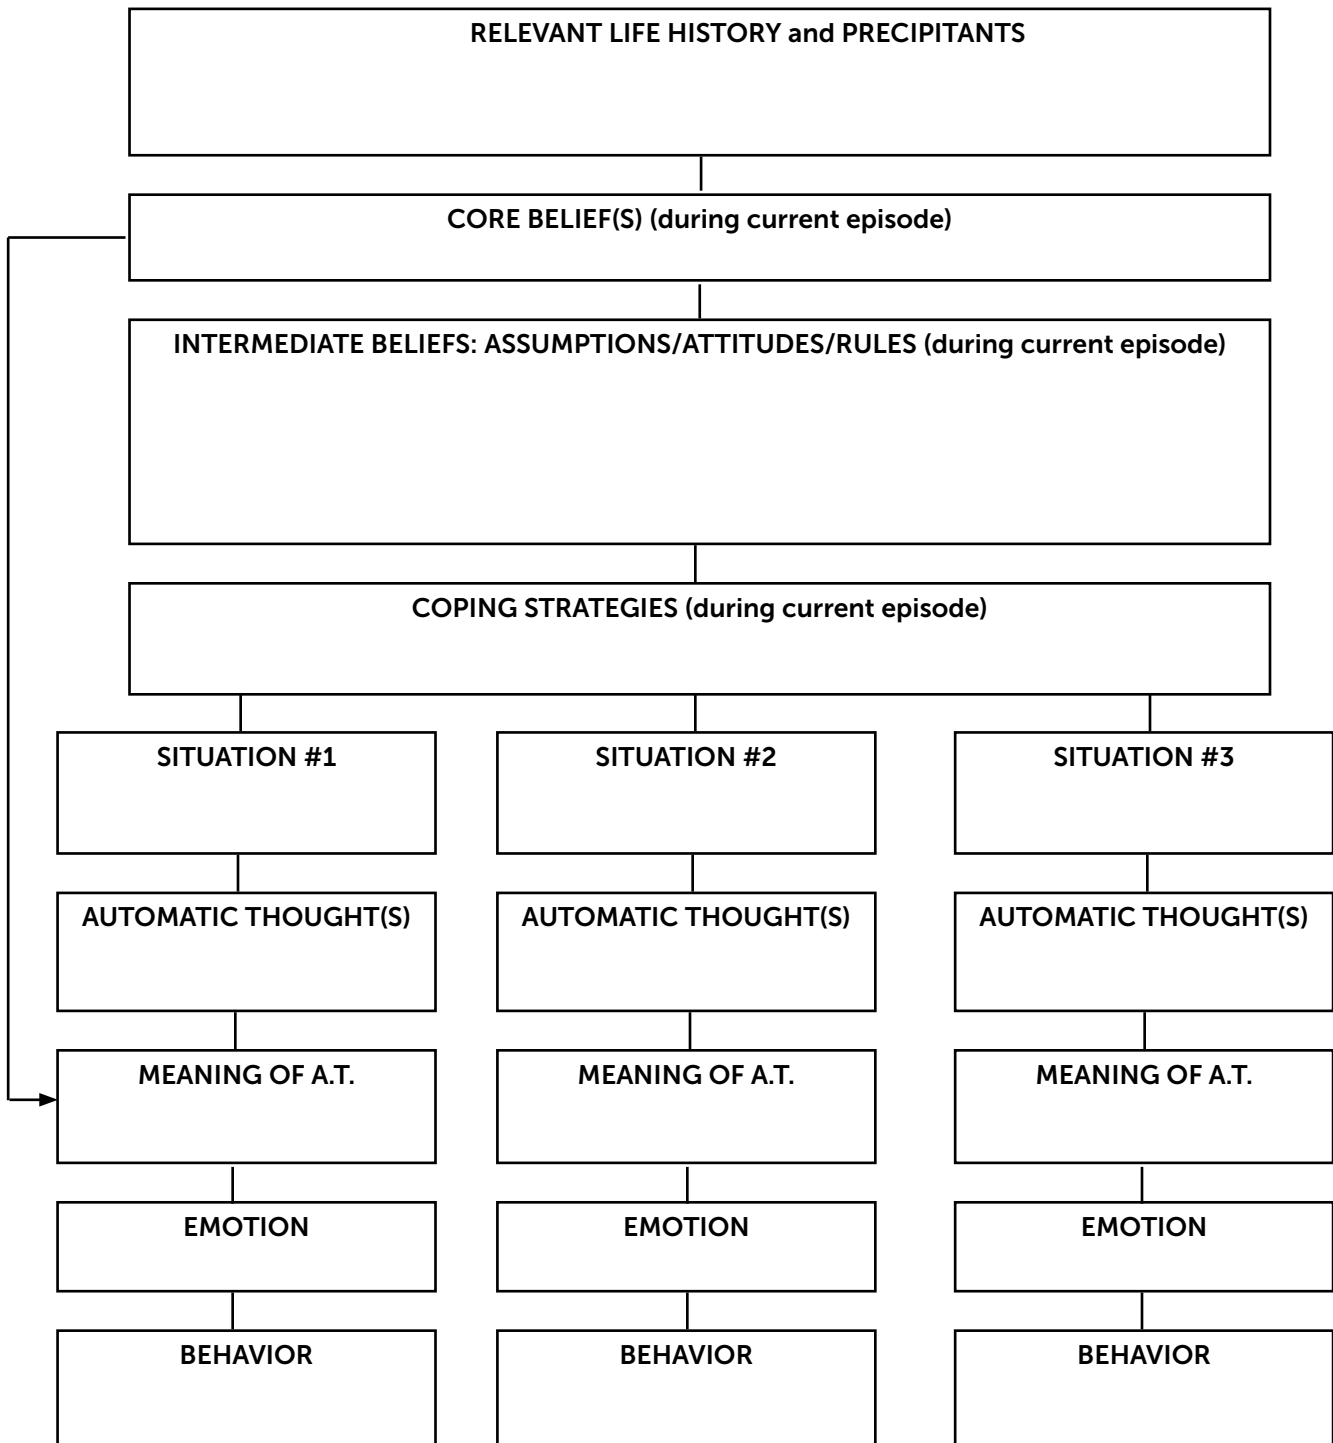 RELEVANT LIFE HISTORY and PRECIPITANTS
CORE BELIEF(S) (during current episode)
INTERMEDIATE BELIEFS: ASSUMPTIONS/ATTITUDES/RULES (during current episode)
COPING STRATEGIES (during current episode)
SITUATION #1
SITUATION #2
SITUATION #3
AUTOMATIC THOUGHT(S)
AUTOMATIC THOUGHT(S)
AUTOMATIC THOUGHT(S)
MEANING OF A.T.
MEANING OF A.T.
MEANING OF A.T.
EMOTION
EMOTION
EMOTION
BEHAVIOR
BEHAVIOR
BEHAVIOR